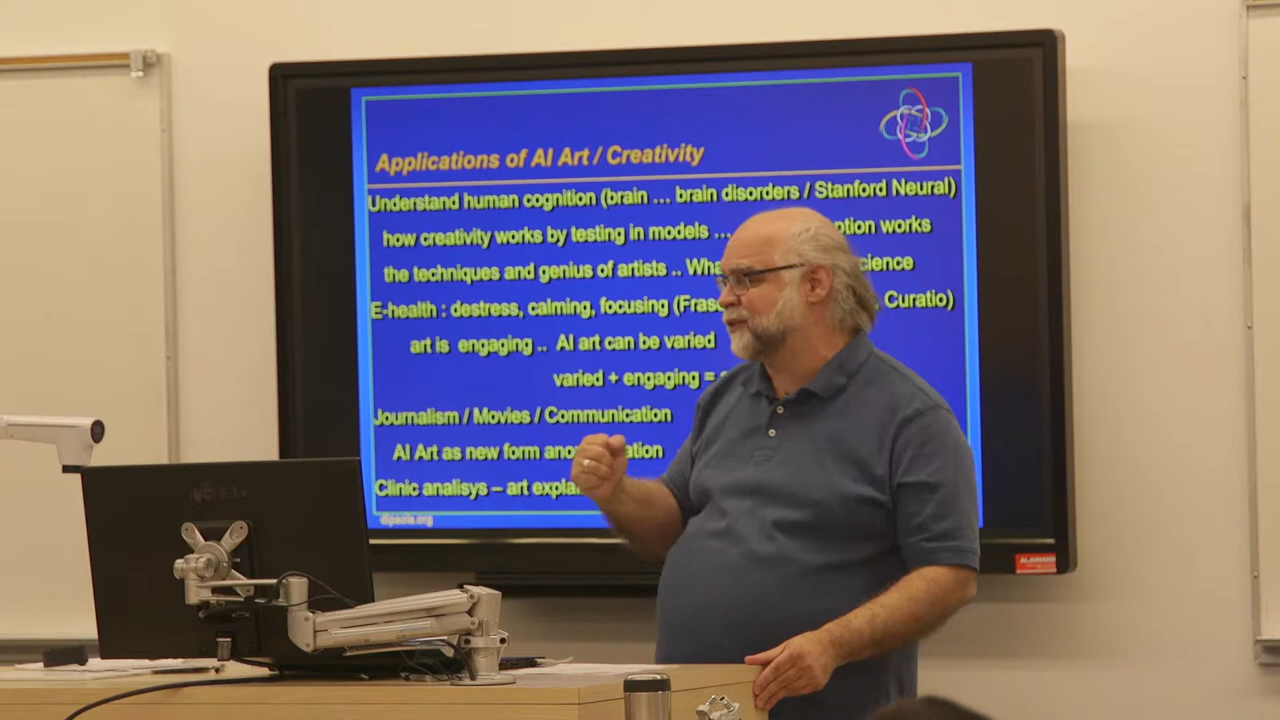 Applications of AI Art / Creativity
Understand human cognition (brain … brain disorders / Stanford Neural)
how creativity works by testing in models … ption works
the techniques and genius of artists .. Wha cience
E-health : destress, calming, focusing (Fras Curatio)
art is engaging .. AI art can be varied
varied + engaging =
Journalism / Movies / Communication
AI Art as new form ano ation
Clinic analisys – art expla
dipaola.org